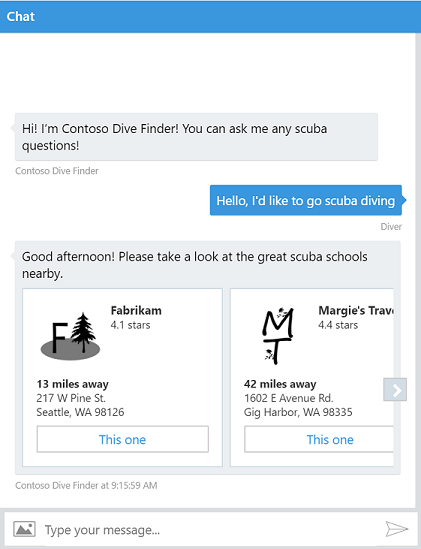 Chat
Hi! I'm Contoso Dive Finder! You can ask me any scuba
questions!
Contoso Dive Finder
Hello, I'd like to go scuba diving
Diver
Good afternoon! Please take a look at the great scuba schools
nearby.
F
Fabrikam
4.1 stars
13 miles away
217 W Pine St.
Seattle, WA 98126
This one
M
T
Margie's Trave
4.4 stars
42 miles away
1602 E Avenue Rd.
Gig Harbor, WA 98335
This one
Contoso Dive Finder at 9:15:59 AM
Type your message...